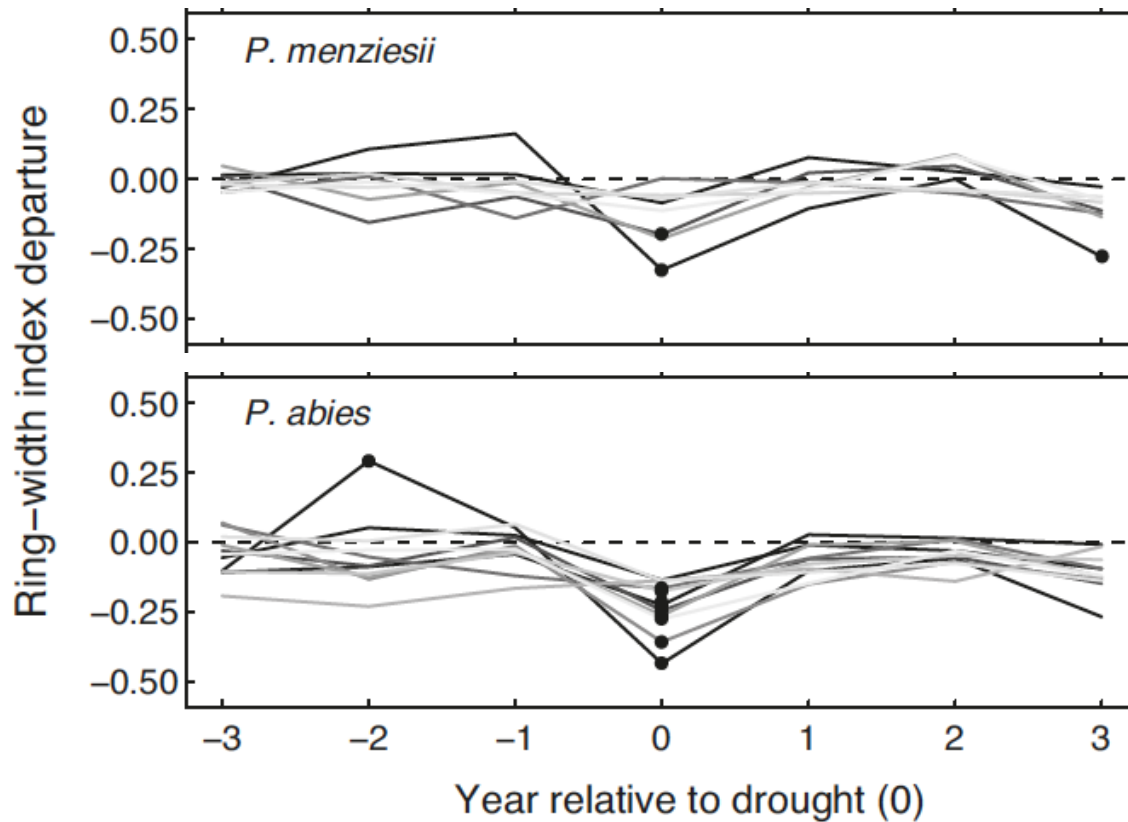 Ring−width index departure
P. menziesii
0.50
0.25
0.00
−0.25
−0.50
P. abies
0.50
0.25
0.00
−0.25
−0.50
−3 −2 −1 0 1 2 3
Year relative to drought (0)